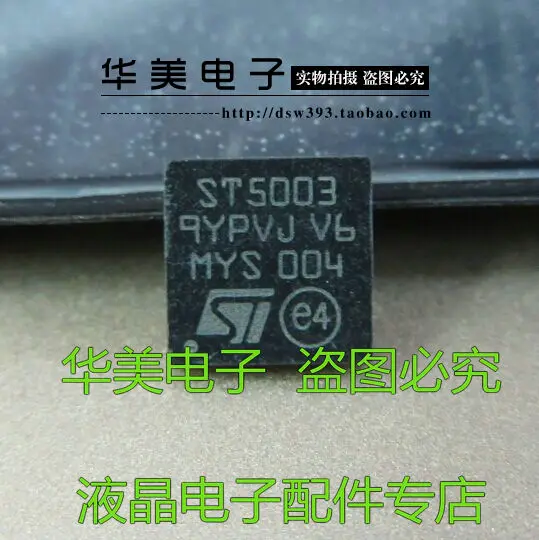 华美电子 实物拍摄 盗图必究
http://dsw393.taobao.com/
ST5003
9YPVJ V6
MYS 004
ST e4
华美电子 盗图必究
液晶电子配件专店